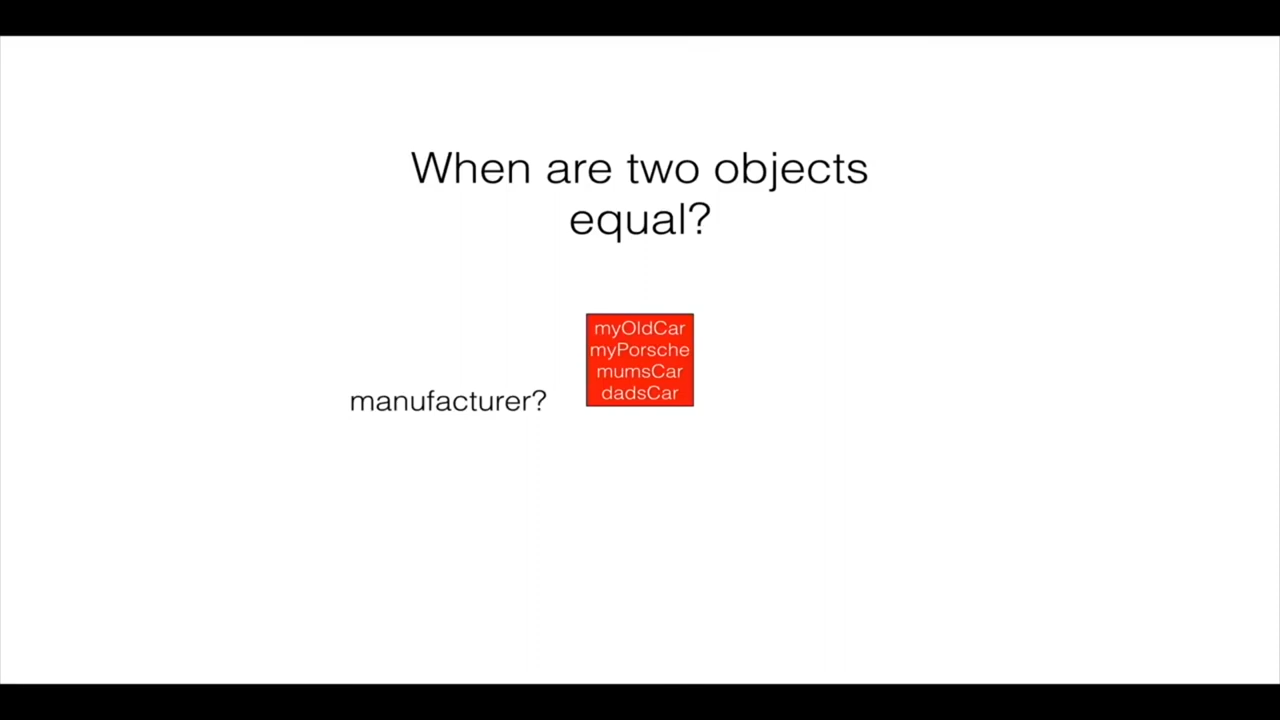 When are two objects
equal?
myOldCar
myPorsche
mumsCar
dadsCar
manufacturer?